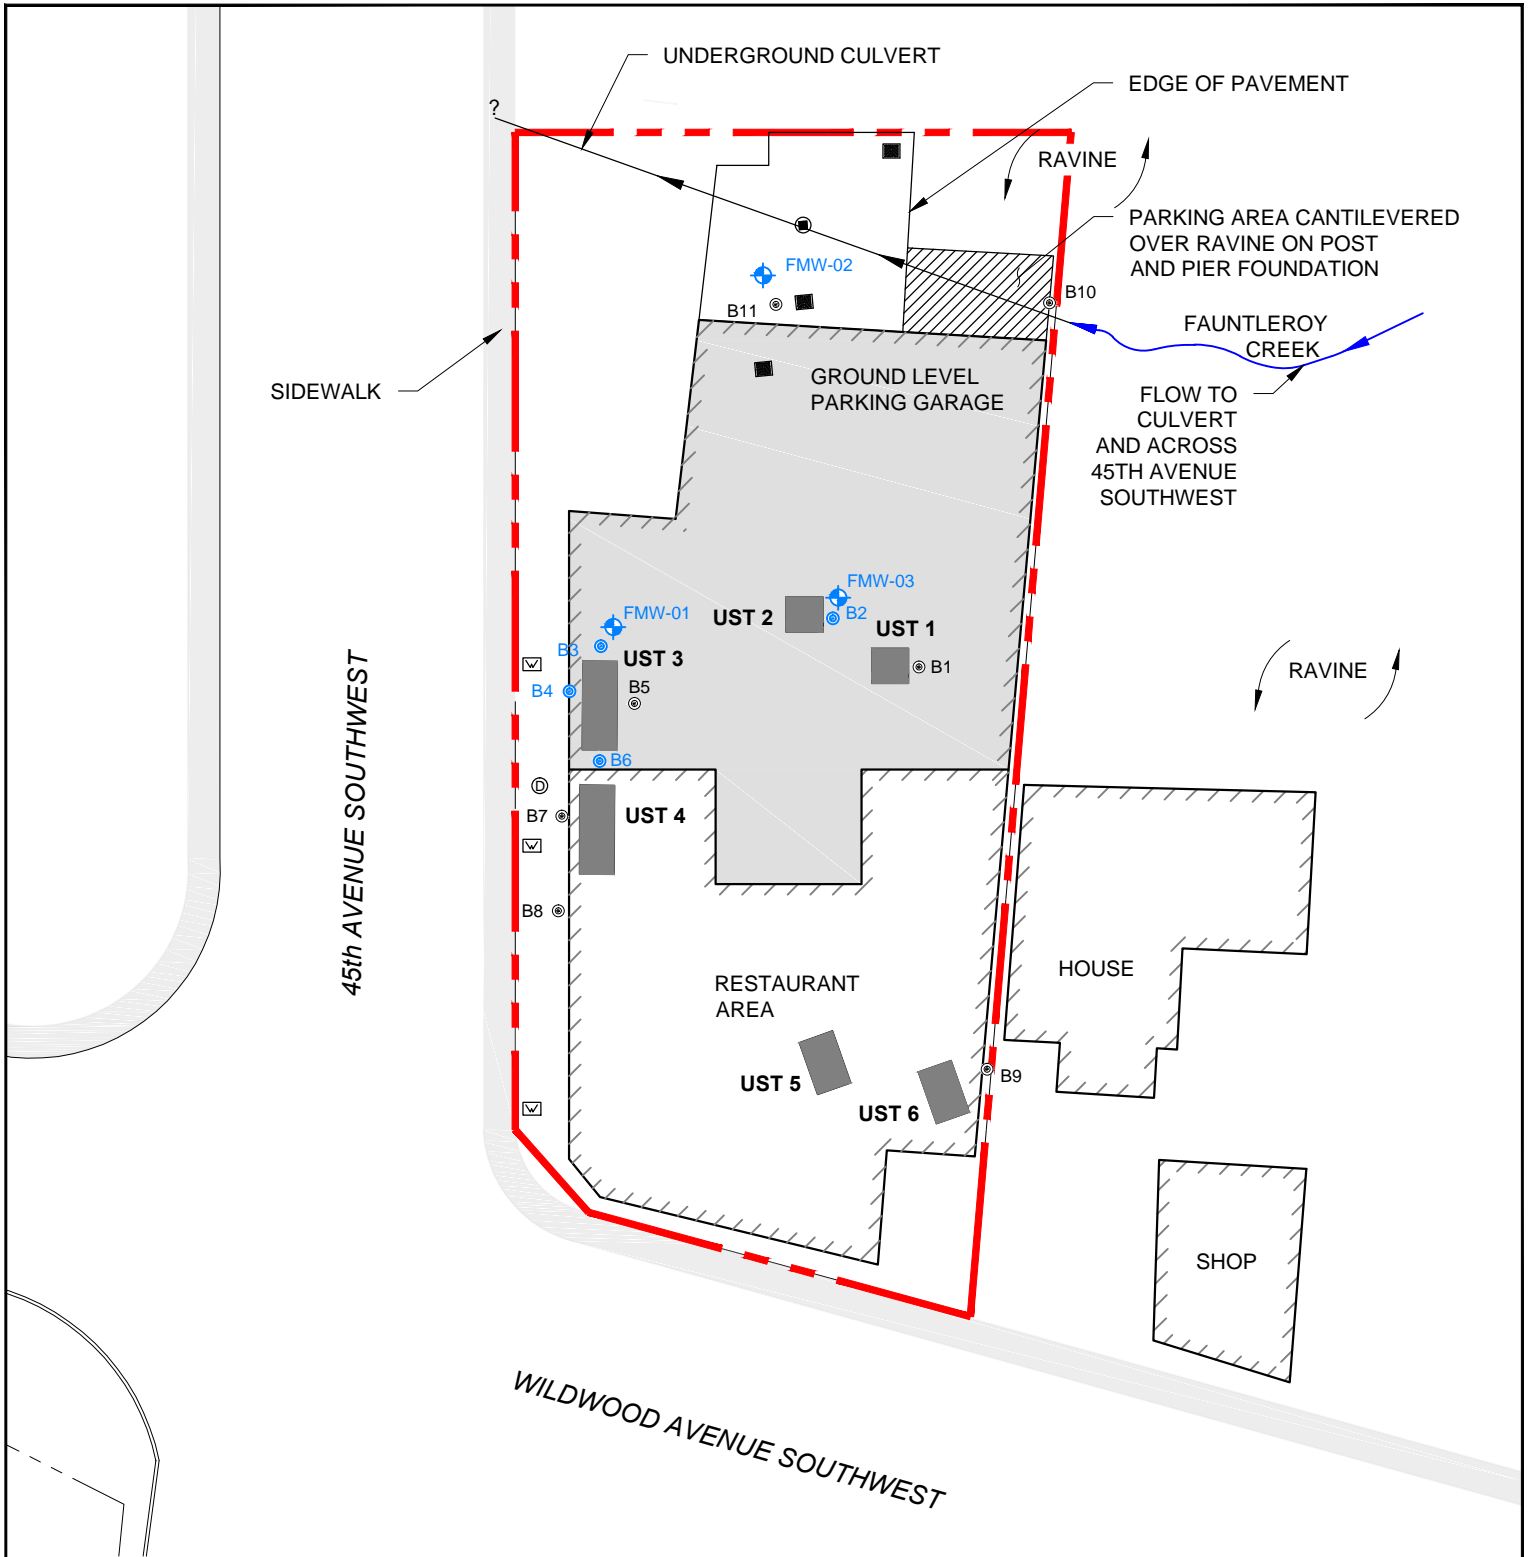 UNDERGROUND CULVERT
EDGE OF PAVEMENT
?
RAVINE
PARKING AREA CANTILEVERED
OVER RAVINE ON POST
AND PIER FOUNDATION
FMW-02
B11
B10
FAUNTLEROY
CREEK
SIDEWALK
GROUND LEVEL
PARKING GARAGE
FLOW TO
CULVERT
AND ACROSS
45TH AVENUE
SOUTHWEST
FMW-03
FMW-01
UST 2
B2
UST 1
B3
UST 3
B1
W
B4
B5
RAVINE
B6
D
B7
UST 4
W
B8
45th AVENUE SOUTHWEST
HOUSE
RESTAURANT
AREA
UST 5
B9
UST 6
W
SHOP
WILDWOOD AVENUE SOUTHWEST